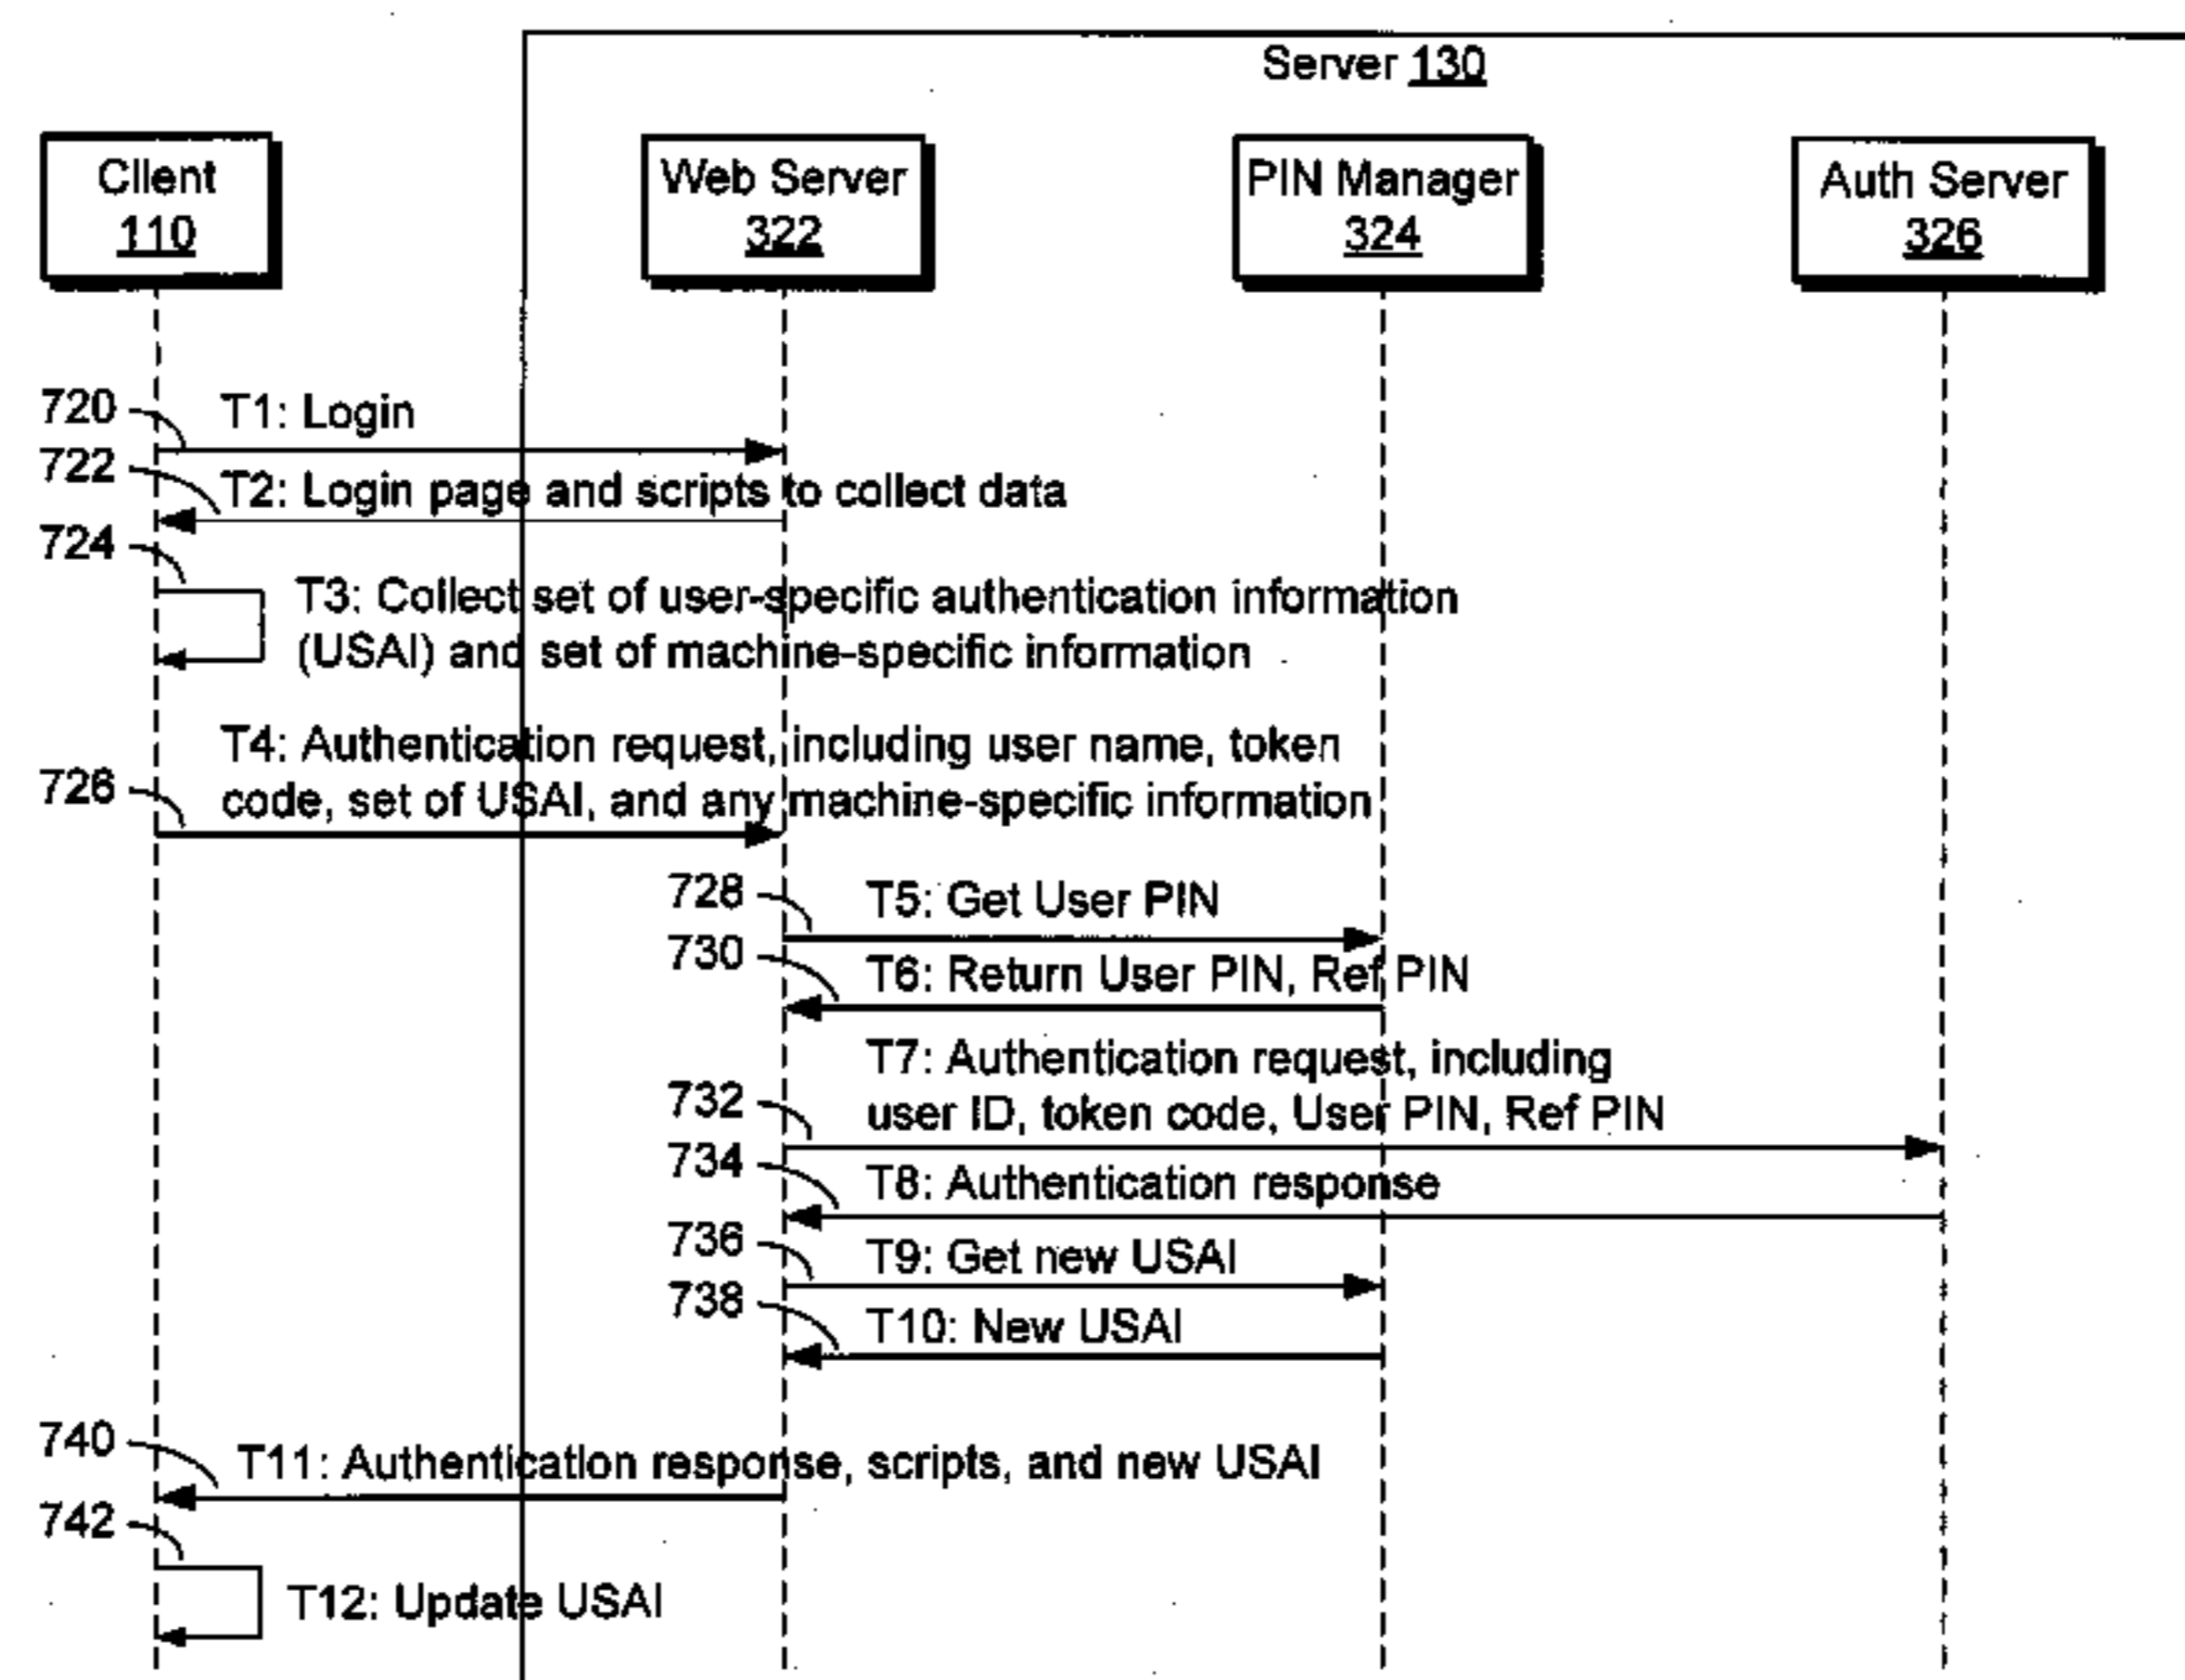 Server 130
Client
110
Web Server
322
PIN Manager
324
Auth Server
326
720
T1: Login
722
T2: Login page and scripts to collect data
724
T3: Collect set of user-specific authentication information
(USAI) and set of machine-specific information
T4: Authentication request, including user name, token
726
code, set of USAI, and any machine-specific information
728
T5: Get User PIN
730
T6: Return User PIN, Ref PIN
T7: Authentication request, including
732
user ID, token code, User PIN, Ref PIN
734
T8: Authentication response
736
T9: Get new USAI
738
T10: New USAI
740
T11: Authentication response, scripts, and new USAI
742
T12: Update USAI